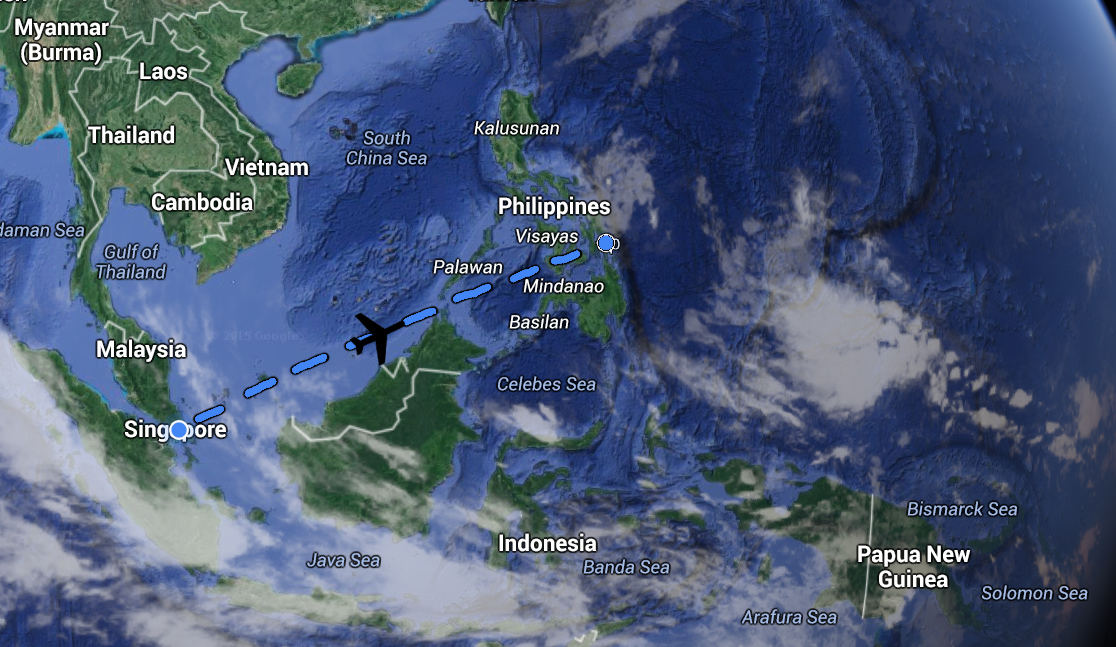 Myanmar
(Burma)
Laos
Thailand
Vietnam
Cambodia
South
China Sea
Kalusunan
Philippines
Visayas
Gulf of
Thailand
daman Sea
Palawan
Mindanao
Basilan
Malaysia
Celebes Sea
Singapore
Indonesia
Java Sea
Banda Sea
Bismarck Sea
Papua New
Guinea
Solomon Sea
Arafura Sea